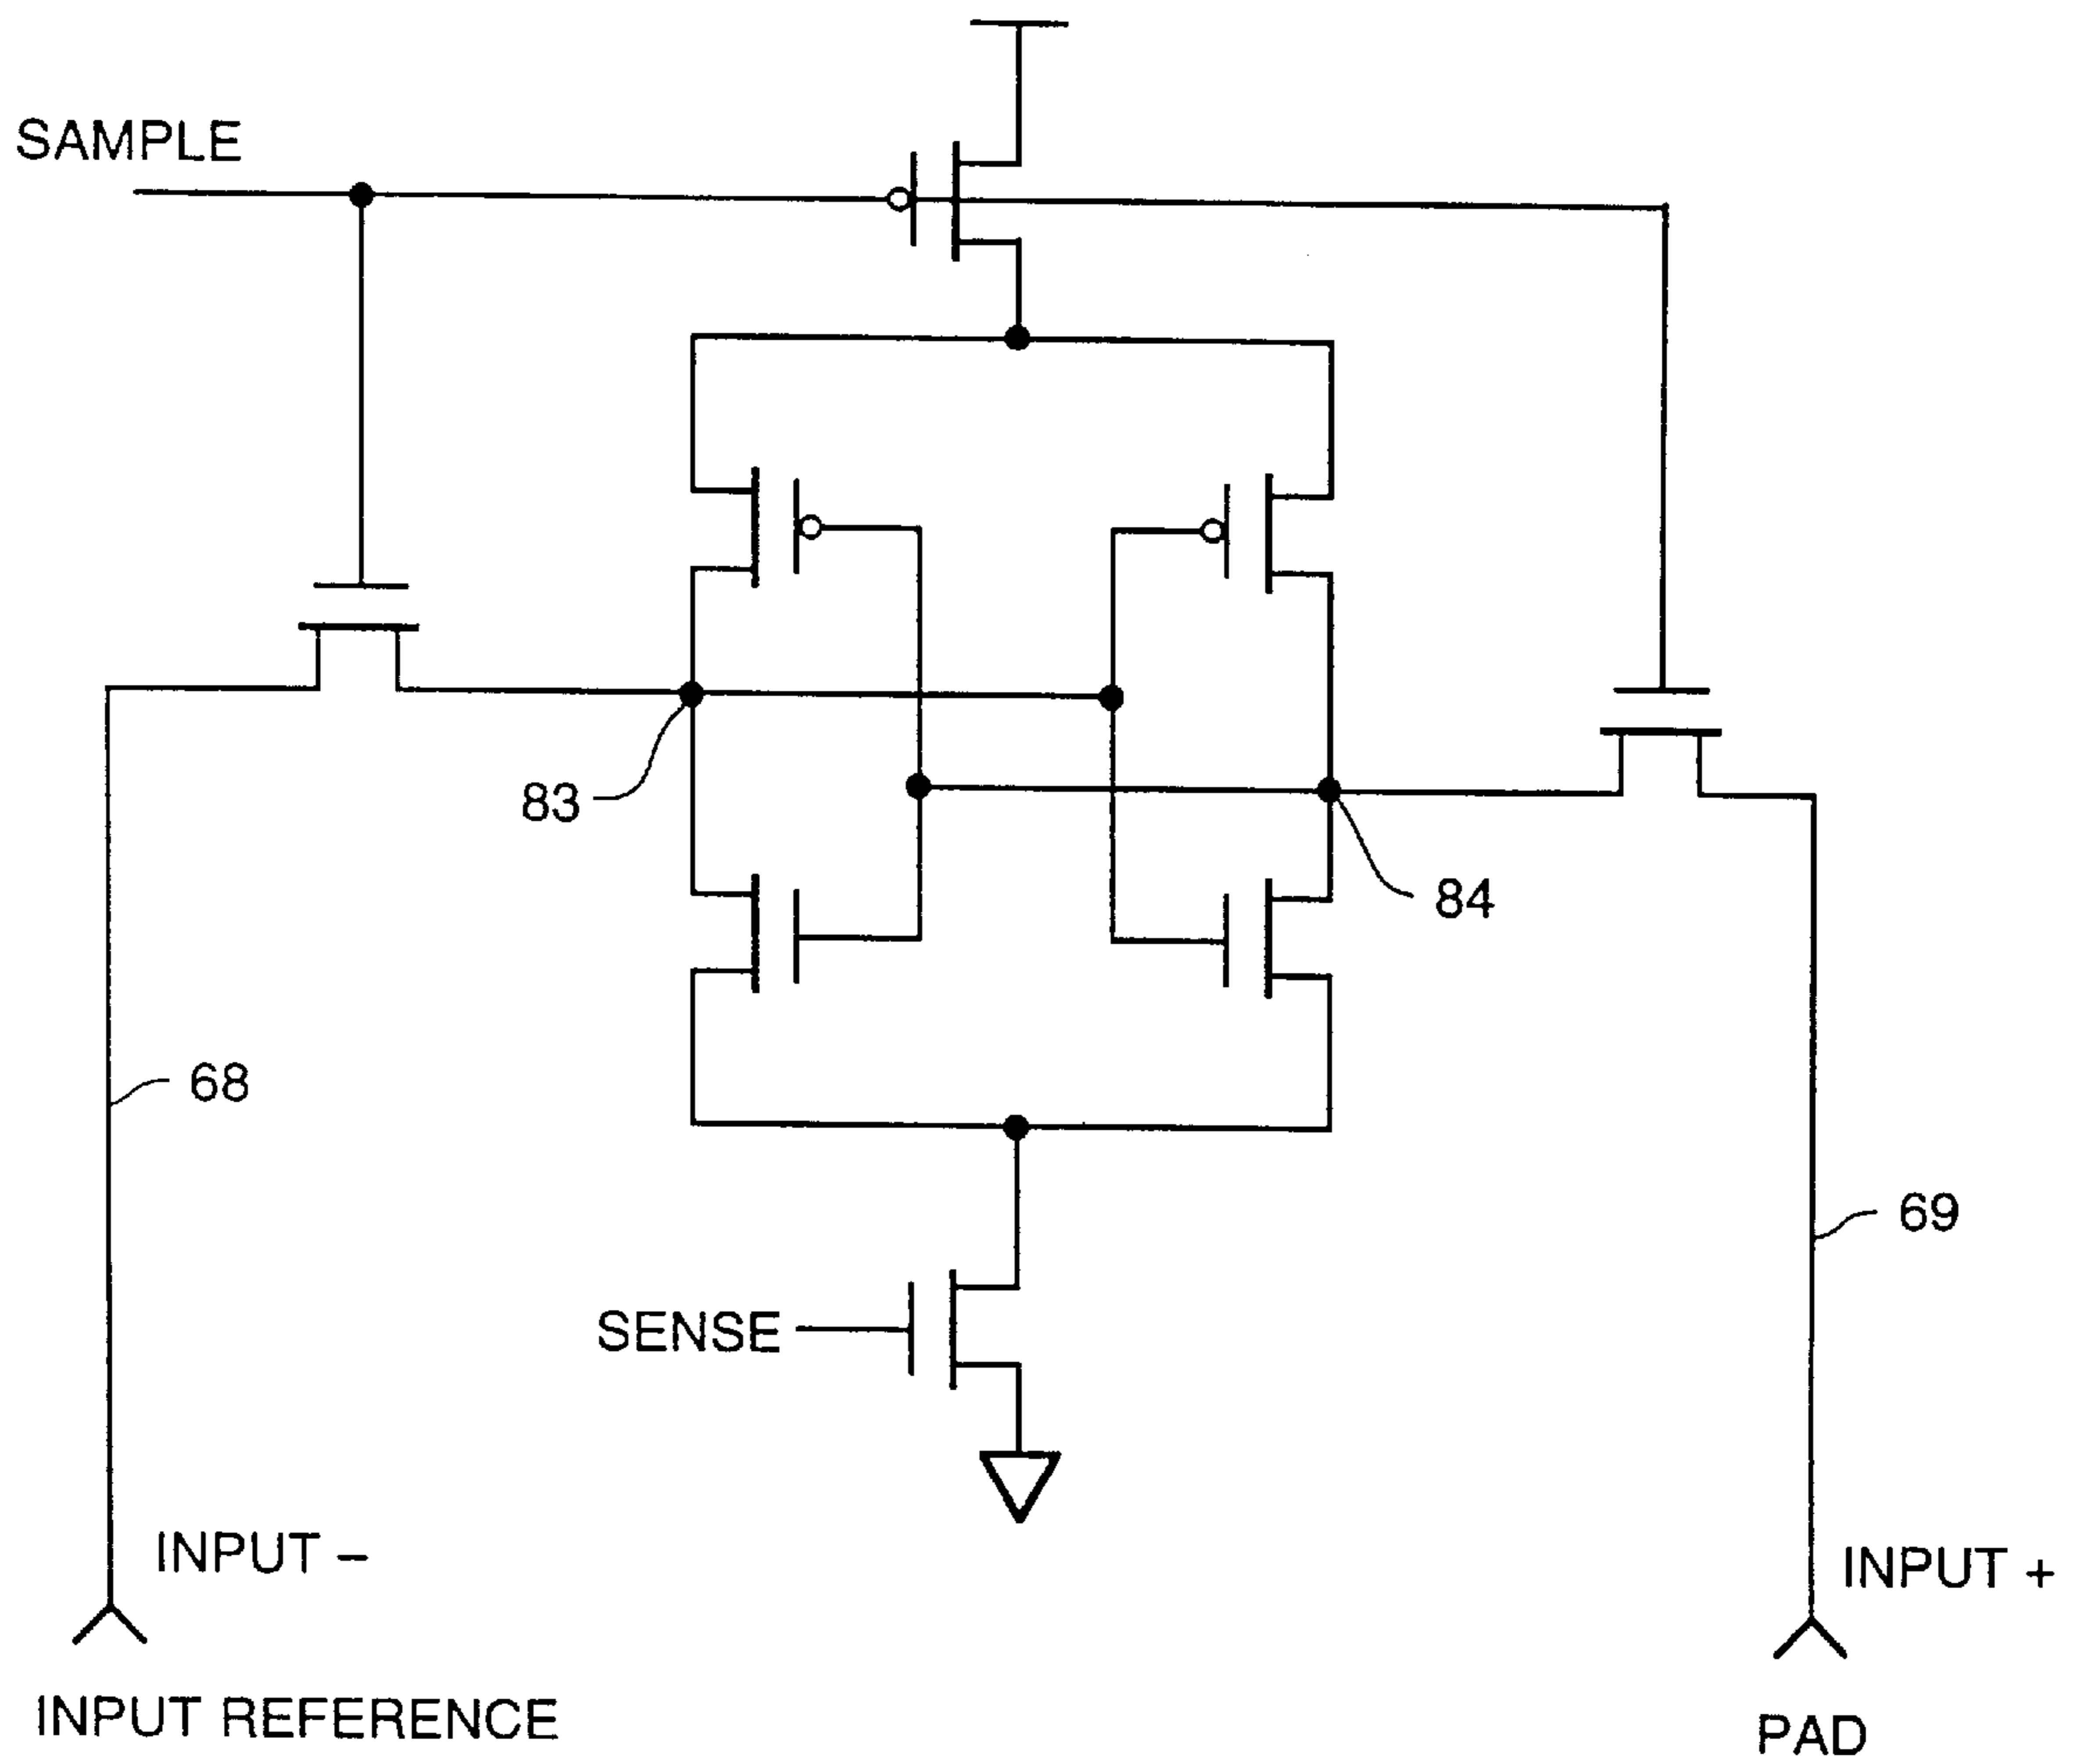 SAMPLE
83
84
68
69
SENSE
INPUT –
INPUT +
INPUT REFERENCE
PAD